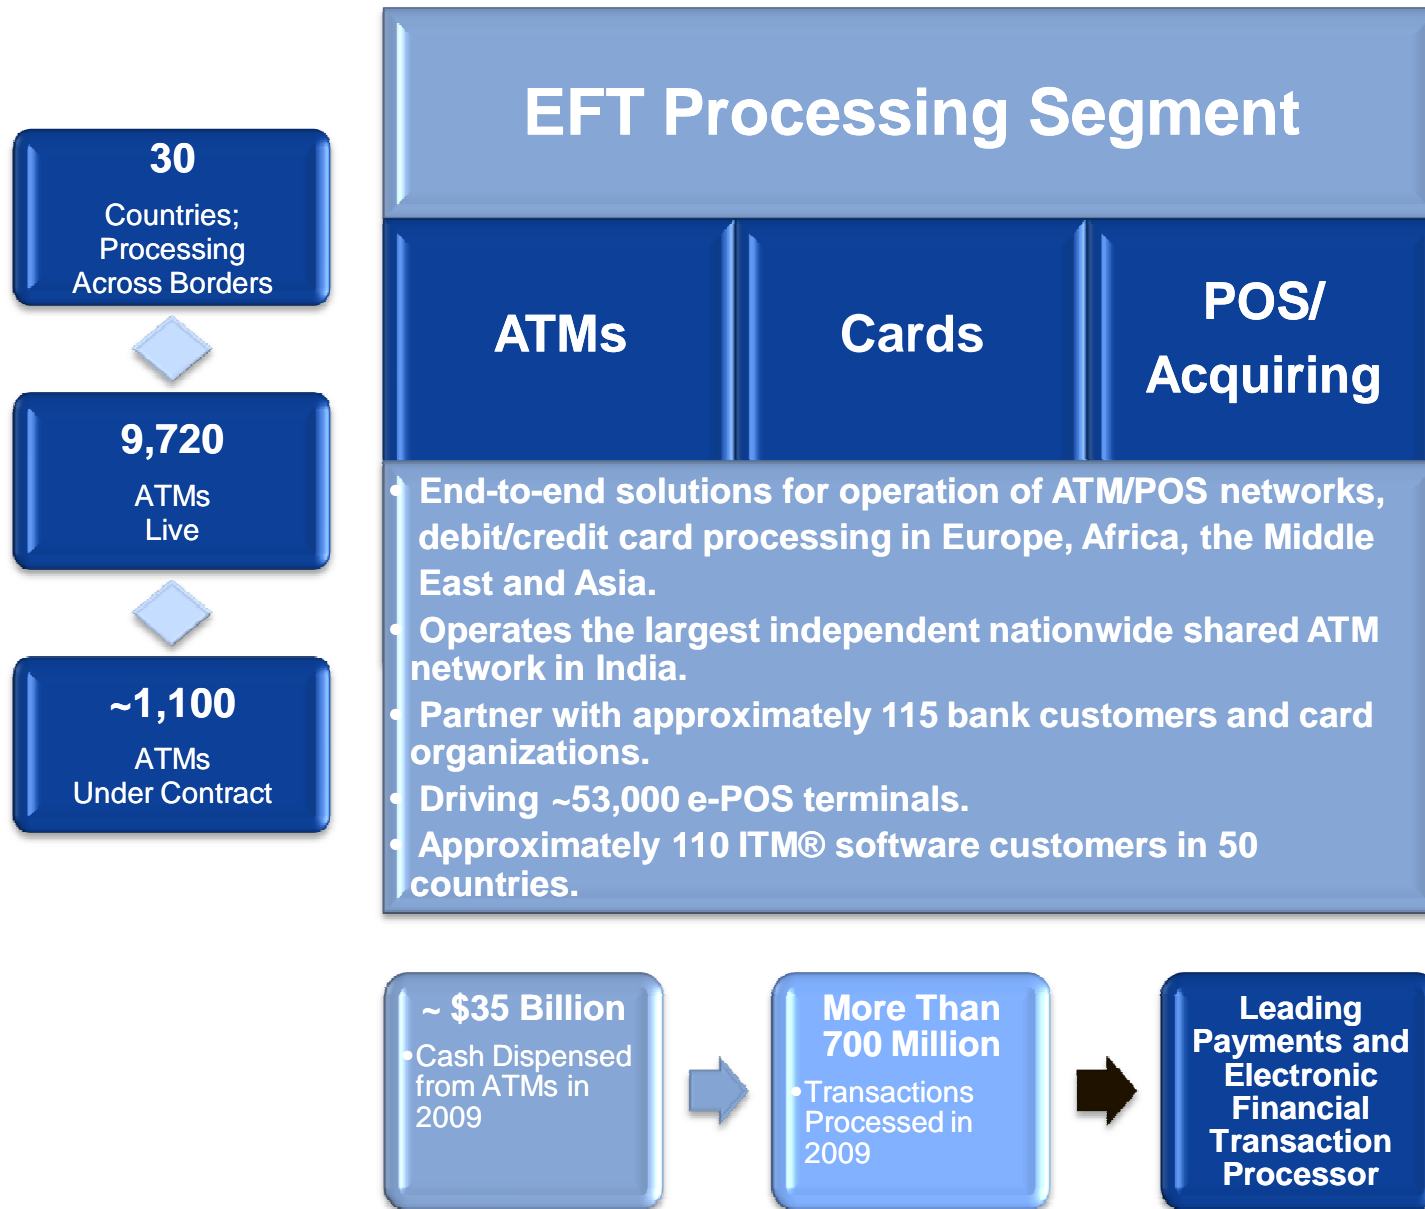 EFT Processing Segment
30
Countries;
Processing
Across Borders
9,720
ATMs
Live
~1,100
ATMs
Under Contract
ATMs
Cards
POS/
Acquiring
• End-to-end solutions for operation of ATM/POS networks,
debit/credit card processing in Europe, Africa, the Middle
East and Asia.
• Operates the largest independent nationwide shared ATM
network in India.
• Partner with approximately 115 bank customers and card
organizations.
• Driving ~53,000 e-POS terminals.
• Approximately 110 ITM® software customers in 50
countries.
~ $35 Billion
•Cash Dispensed
from ATMs in
2009
More Than
700 Million
•Transactions
Processed in
2009
Leading
Payments and
Electronic
Financial
Transaction
Processor